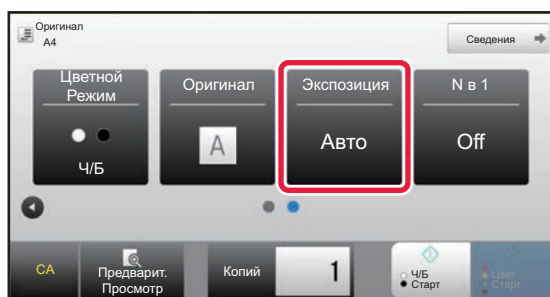 Оригинал
A4
Сведения
Цветной
Режим
Ч/Б
Оригинал
A
Экспозиция
Авто
N в 1
Off
CA
Предварит.
Просмотр
Копий
1
Ч/Б
Старт
Цвет
Старт